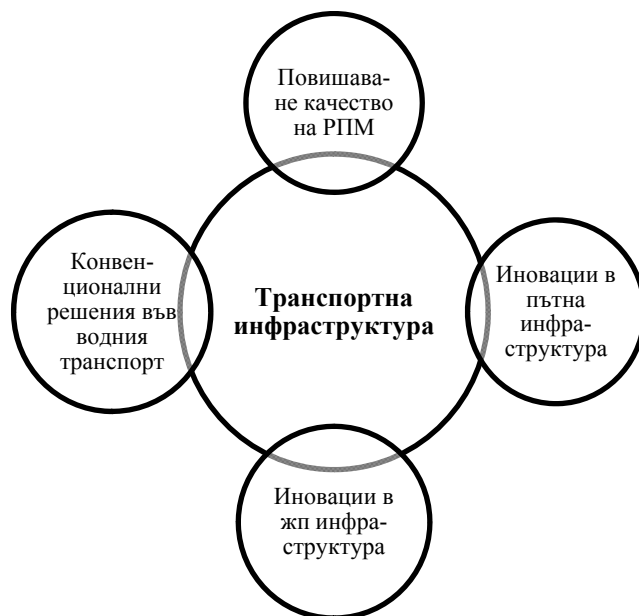 Повишава-
не качество
на РПМ
Конвен-
ционални
решения във
водния
транспорт
Транспортна
инфраструктура
Иновации в
пътна
инфра-
структура
Иновации в
жп инфра-
структура